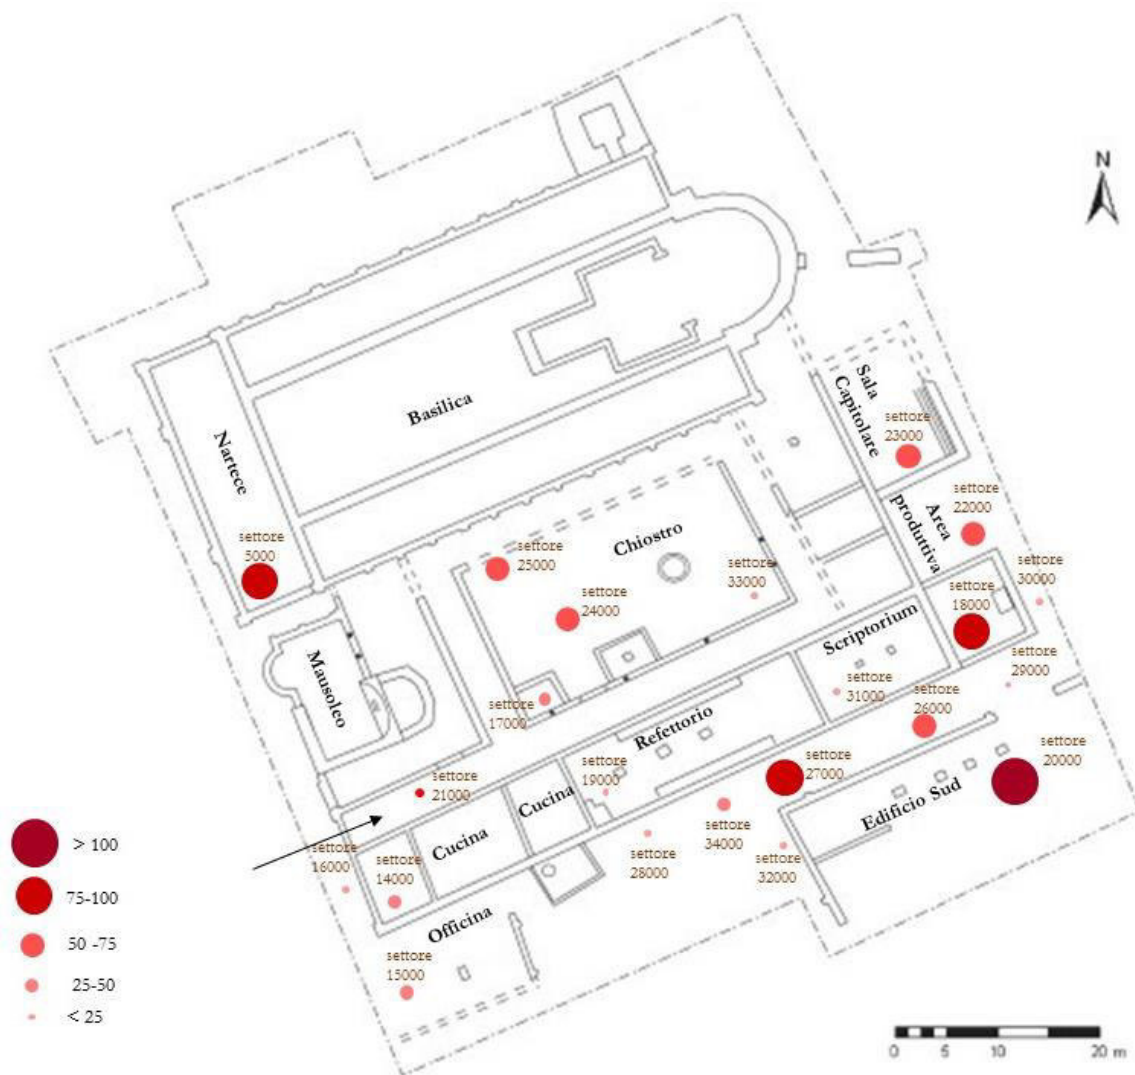 N
Sala
Capitolare
settore
23000
Basilica
Nartece
settore
22000
Area
produttiva
settore
5000
settore
25000
Chiostro
settore
33000
settore
30000
settore
24000
settore
18000
Scriptorium
Mausoleo
settore
29000
settore
31000
settore
26000
settore
17000
Refettorio
settore
27000
settore
20000
settore
19000
settore
21000
Cucina
Edificio Sud
Cucina
settore
34000
settore
16000
settore
14000
settore
28000
settore
32000
Officina
settore
15000
> 100
75-100
50 -75
25-50
< 25
0 5 10 20 m